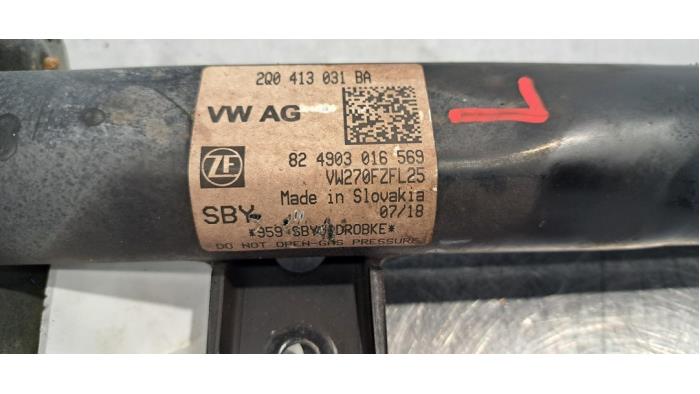 2Q0 413 031 BA
VW AG
ZF
82 4903 016 569
VW270FZFL25
Made in Slovakia
SBY
07/18
DO NOT OPEN-GAS PRESSURE